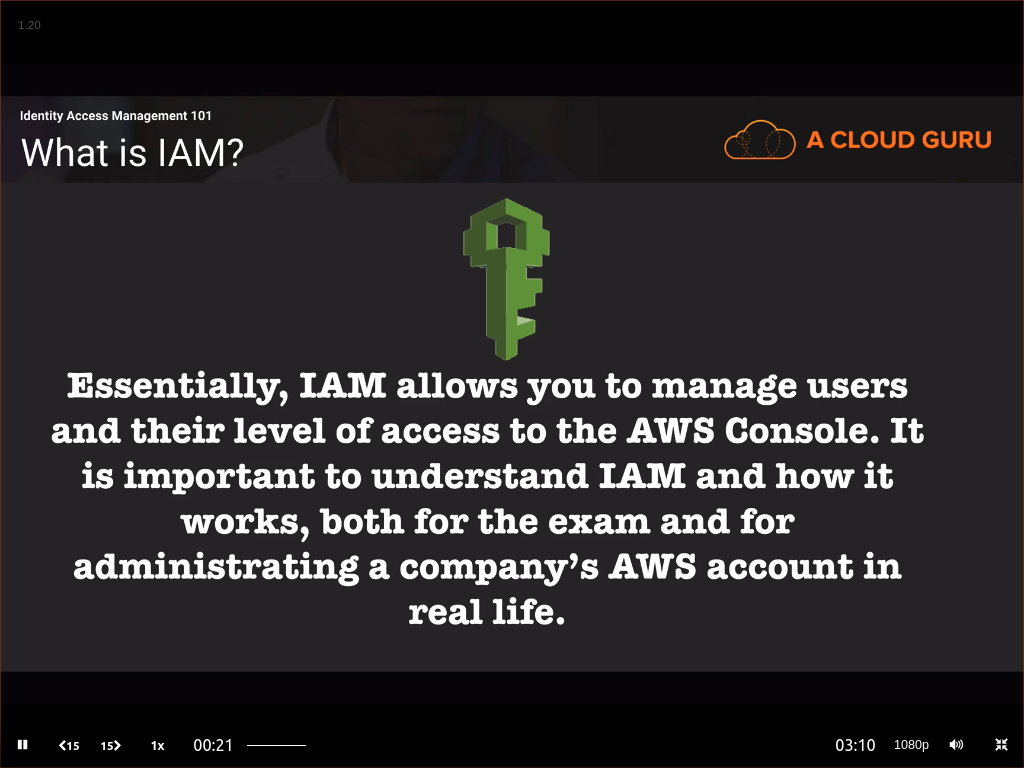 1.20
Identity Access Management 101
What is IAM?
A CLOUD GURU
Essentially, IAM allows you to manage users
and their level of access to the AWS Console. It
is important to understand IAM and how it
works, both for the exam and for
administrating a company’s AWS account in
real life.
15 15 1x 00:21 03:10 1080p